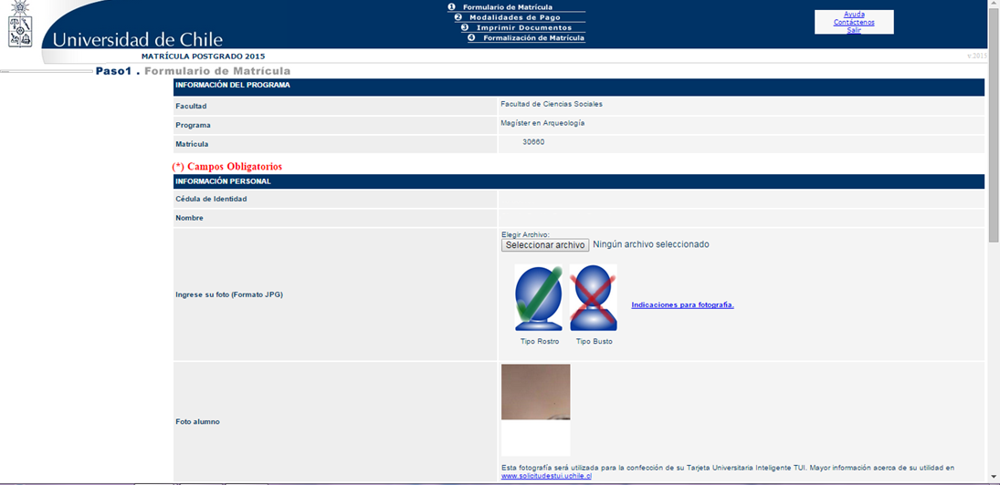 1 Formulario de Matrícula
2 Modalidades de Pago
3 Imprimir Documentos
4 Formalización de Matrícula
Ayuda
Contáctenos
Salir
Universidad de Chile
MATRÍCULA POSTGRADO 2015
v.2015
Paso1 . Formulario de Matrícula
INFORMACIÓN DEL PROGRAMA
Facultad Facultad de Ciencias Sociales
Programa Magíster en Arqueología
Matrícula 30660
(*) Campos Obligatorios
INFORMACIÓN PERSONAL
Cédula de Identidad
Nombre
Elegir Archivo:
Seleccionar archivo Ningún archivo seleccionado
Ingrese su foto (Formato JPG)
Indicaciones para fotografía.
Tipo Rostro Tipo Busto
Foto alumno
Esta fotografía será utilizada para la confección de su Tarjeta Universitaria Inteligente TUI. Mayor información acerca de su utilidad en
www.solicitudestui.uchile.cl